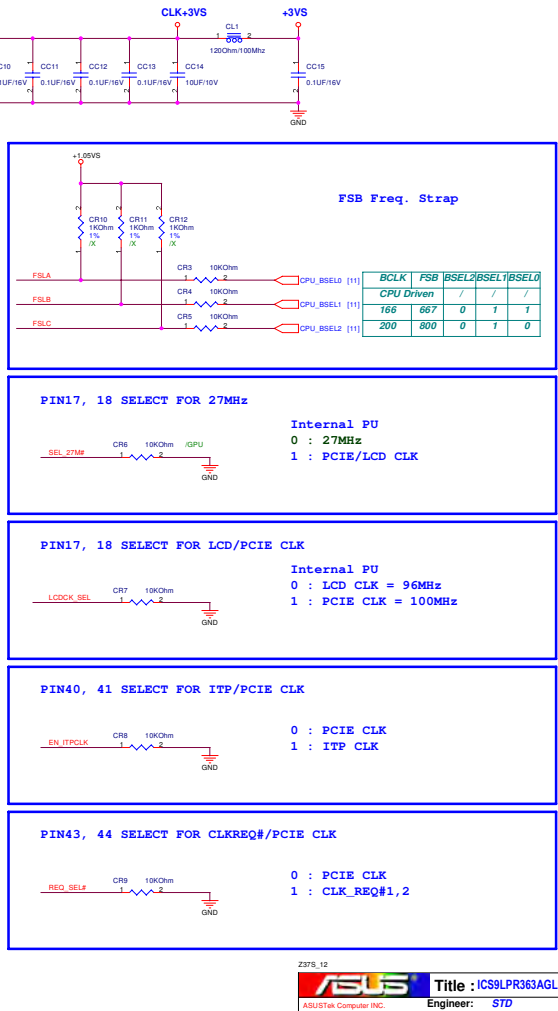 CLK+3VS
+3VS
CL1
1 2
120Ohm/100Mhz
CC11
0.1UF/16V
CC12
0.1UF/16V
CC13
0.1UF/16V
CC14
10UF/10V
CC15
0.1UF/16V
GND
+1.05VS
FSB Freq. Strap
CR10
1KOhm
1%
/X
CR11
1KOhm
1%
/X
CR12
1KOhm
1%
/X
FSLA
CR3 10KOhm
1 2
CPU_BSEL0 [11]
FSLB
CR4 10KOhm
1 2
CPU_BSEL1 [11]
FSLC
CR5 10KOhm
1 2
CPU_BSEL2 [11]
BCLK FSB BSEL2 BSEL1 BSEL0
CPU Driven / / /
166 667 0 1 1
200 800 0 1 0
PIN17, 18 SELECT FOR 27MHz
Internal PU
0 : 27MHz
1 : PCIE/LCD CLK
SEL_27M#
CR6 10KOhm /GPU
1 2
GND
PIN17, 18 SELECT FOR LCD/PCIE CLK
Internal PU
0 : LCD CLK = 96MHz
1 : PCIE CLK = 100MHz
LCDCK_SEL
CR7 10KOhm
1 2
GND
PIN40, 41 SELECT FOR ITP/PCIE CLK
0 : PCIE CLK
1 : ITP CLK
EN_ITPCLK
CR8 10KOhm
1 2
GND
PIN43, 44 SELECT FOR CLKREQ#/PCIE CLK
0 : PCIE CLK
1 : CLK_REQ#1,2
REQ_SEL#
CR9 10KOhm
1 2
GND
Z37S_12
ASUS
Title : ICS9LPR363AGL
ASUSTek Computer INC.
Engineer: STD